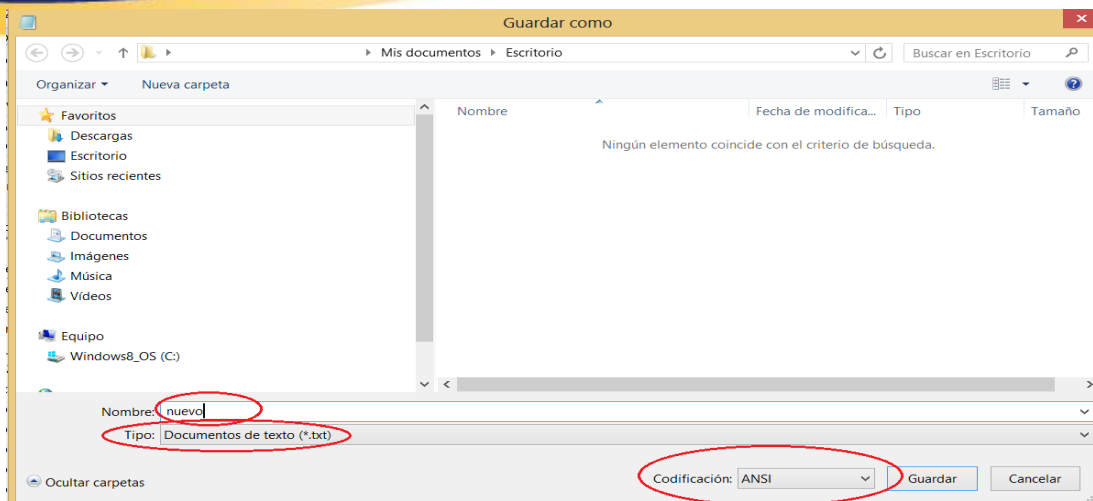 Guardar como
Mis documentos Escritorio
Buscar en Escritorio
Organizar Nueva carpeta
Nombre Fecha de modifica... Tipo Tamaño
Ningún elemento coincide con el criterio de búsqueda.
Favoritos
Descargas
Escritorio
Sitios recientes
Bibliotecas
Documentos
Imágenes
Música
Vídeos
Equipo
Windows8_OS (C:)
Nombre: nuevo
Tipo: Documentos de texto (*.txt)
Ocultar carpetas
Codificación: ANSI
Guardar
Cancelar